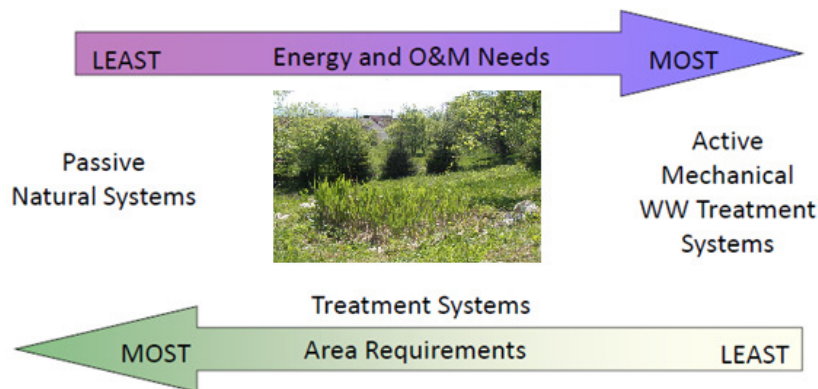 LEAST Energy and O&M Needs MOST
Passive
Natural Systems
Active
Mechanical
WW Treatment
Systems
Treatment Systems
MOST Area Requirements LEAST